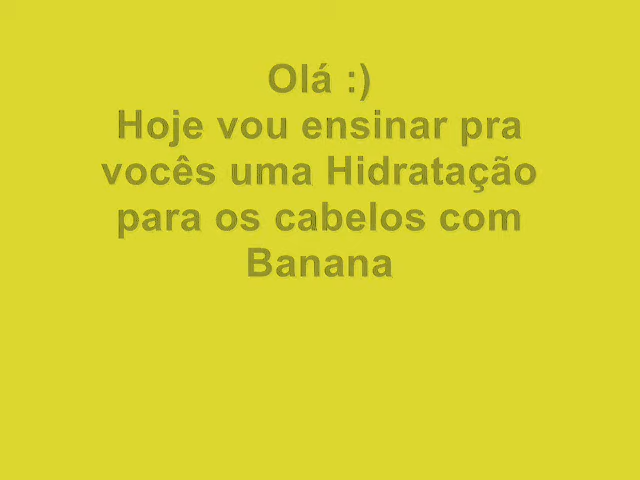 Olá :)
Hoje vou ensinar pra
vocês uma Hidratação
para os cabelos com
Banana